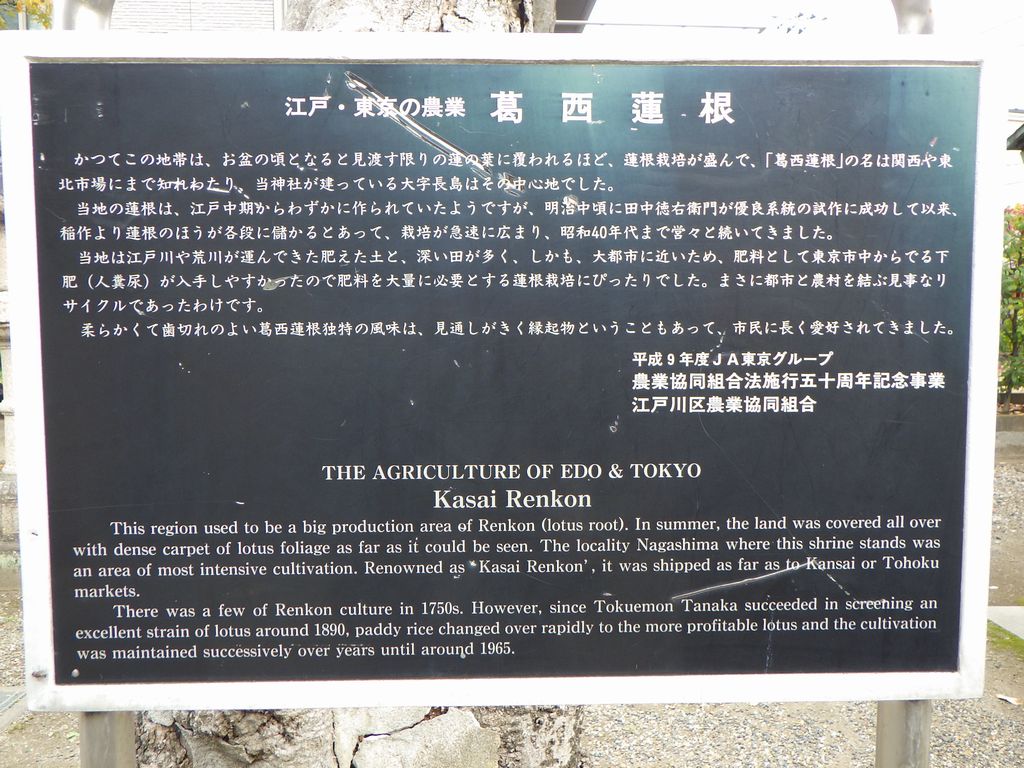 江戸・東京の農業 葛西蓮根
かつてこの地帯は、お盆の頃となると見渡す限りの蓮の葉に覆われるほど、蓮根栽培が盛んで、「葛西蓮根」の名は関西や東
北市場にまで知れわたり、当神社が建っている大字長島はその中心地でした。
当地の蓮根は、江戸中期からわずかに作られていたようですが、明治中頃に田中徳右衛門が優良系統の試作に成功して以来、
稲作より蓮根のほうが各段に儲かるとあって、栽培が急速に広まり、昭和40年代まで営々と続いてきました。
当地は江戸川や荒川が運んできた肥えた土と、深い田が多く、しかも、大都市に近いため、肥料として東京市中からでる下
肥（人糞尿）が入手しやすかったので肥料を大量に必要とする蓮根栽培にぴったりでした。まさに都市と農村を結ぶ見事なリ
サイクルであったわけです。
柔らかくて歯切れのよい葛西蓮根独特の風味は、見通しがきく縁起物ということもあって、市民に長く愛好されてきました。
平成9年度JA東京グループ
農業協同組合法施行五十周年記念事業
江戸川区農業協同組合
THE AGRICULTURE OF EDO & TOKYO
Kasai Renkon
This region used to be a big production area of Renkon (lotus root). In summer, the land was covered all over
with dense carpet of lotus foliage as far as it could be seen. The locality Nagashima where this shrine stands was
an area of most intensive cultivation. Renowned as 'Kasai Renkon', it was shipped as far as to Kansai or Tohoku
markets.
There was a few of Renkon culture in 1750s. However, since Tokuemon Tanaka succeeded in screening an
excellent strain of lotus around 1890, paddy rice changed over rapidly to the more profitable lotus and the cultivation
was maintained successively over years until around 1965.